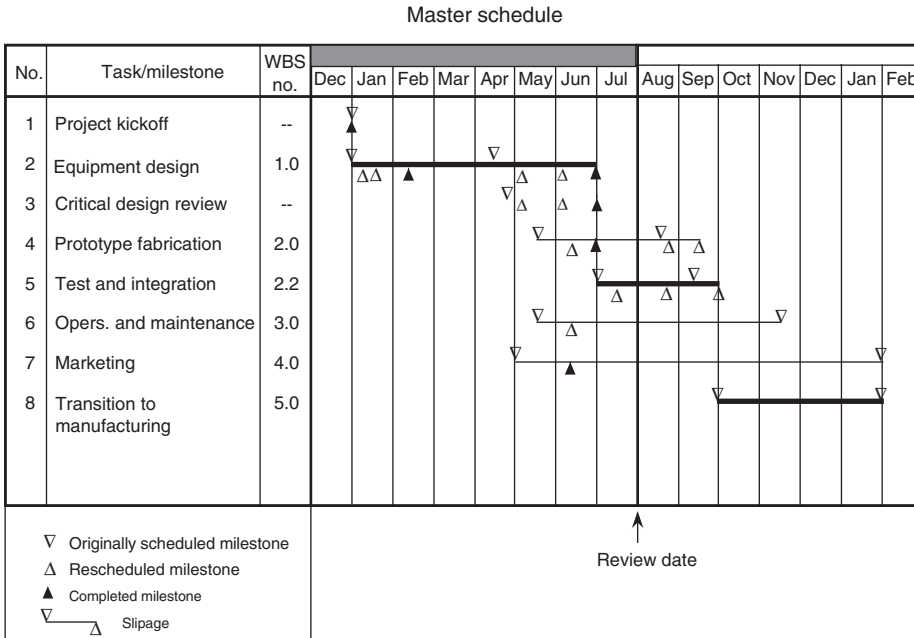 Master schedule
No. Task/milestone WBS no. Dec Jan Feb Mar Apr May Jun Jul Aug Sep Oct Nov Dec Jan Feb
1 Project kickoff --
2 Equipment design 1.0
3 Critical design review --
4 Prototype fabrication 2.0
5 Test and integration 2.2
6 Opers. and maintenance 3.0
7 Marketing 4.0
8 Transition to 5.0
manufacturing
Originally scheduled milestone
Rescheduled milestone
Completed milestone
Slipage
Review date